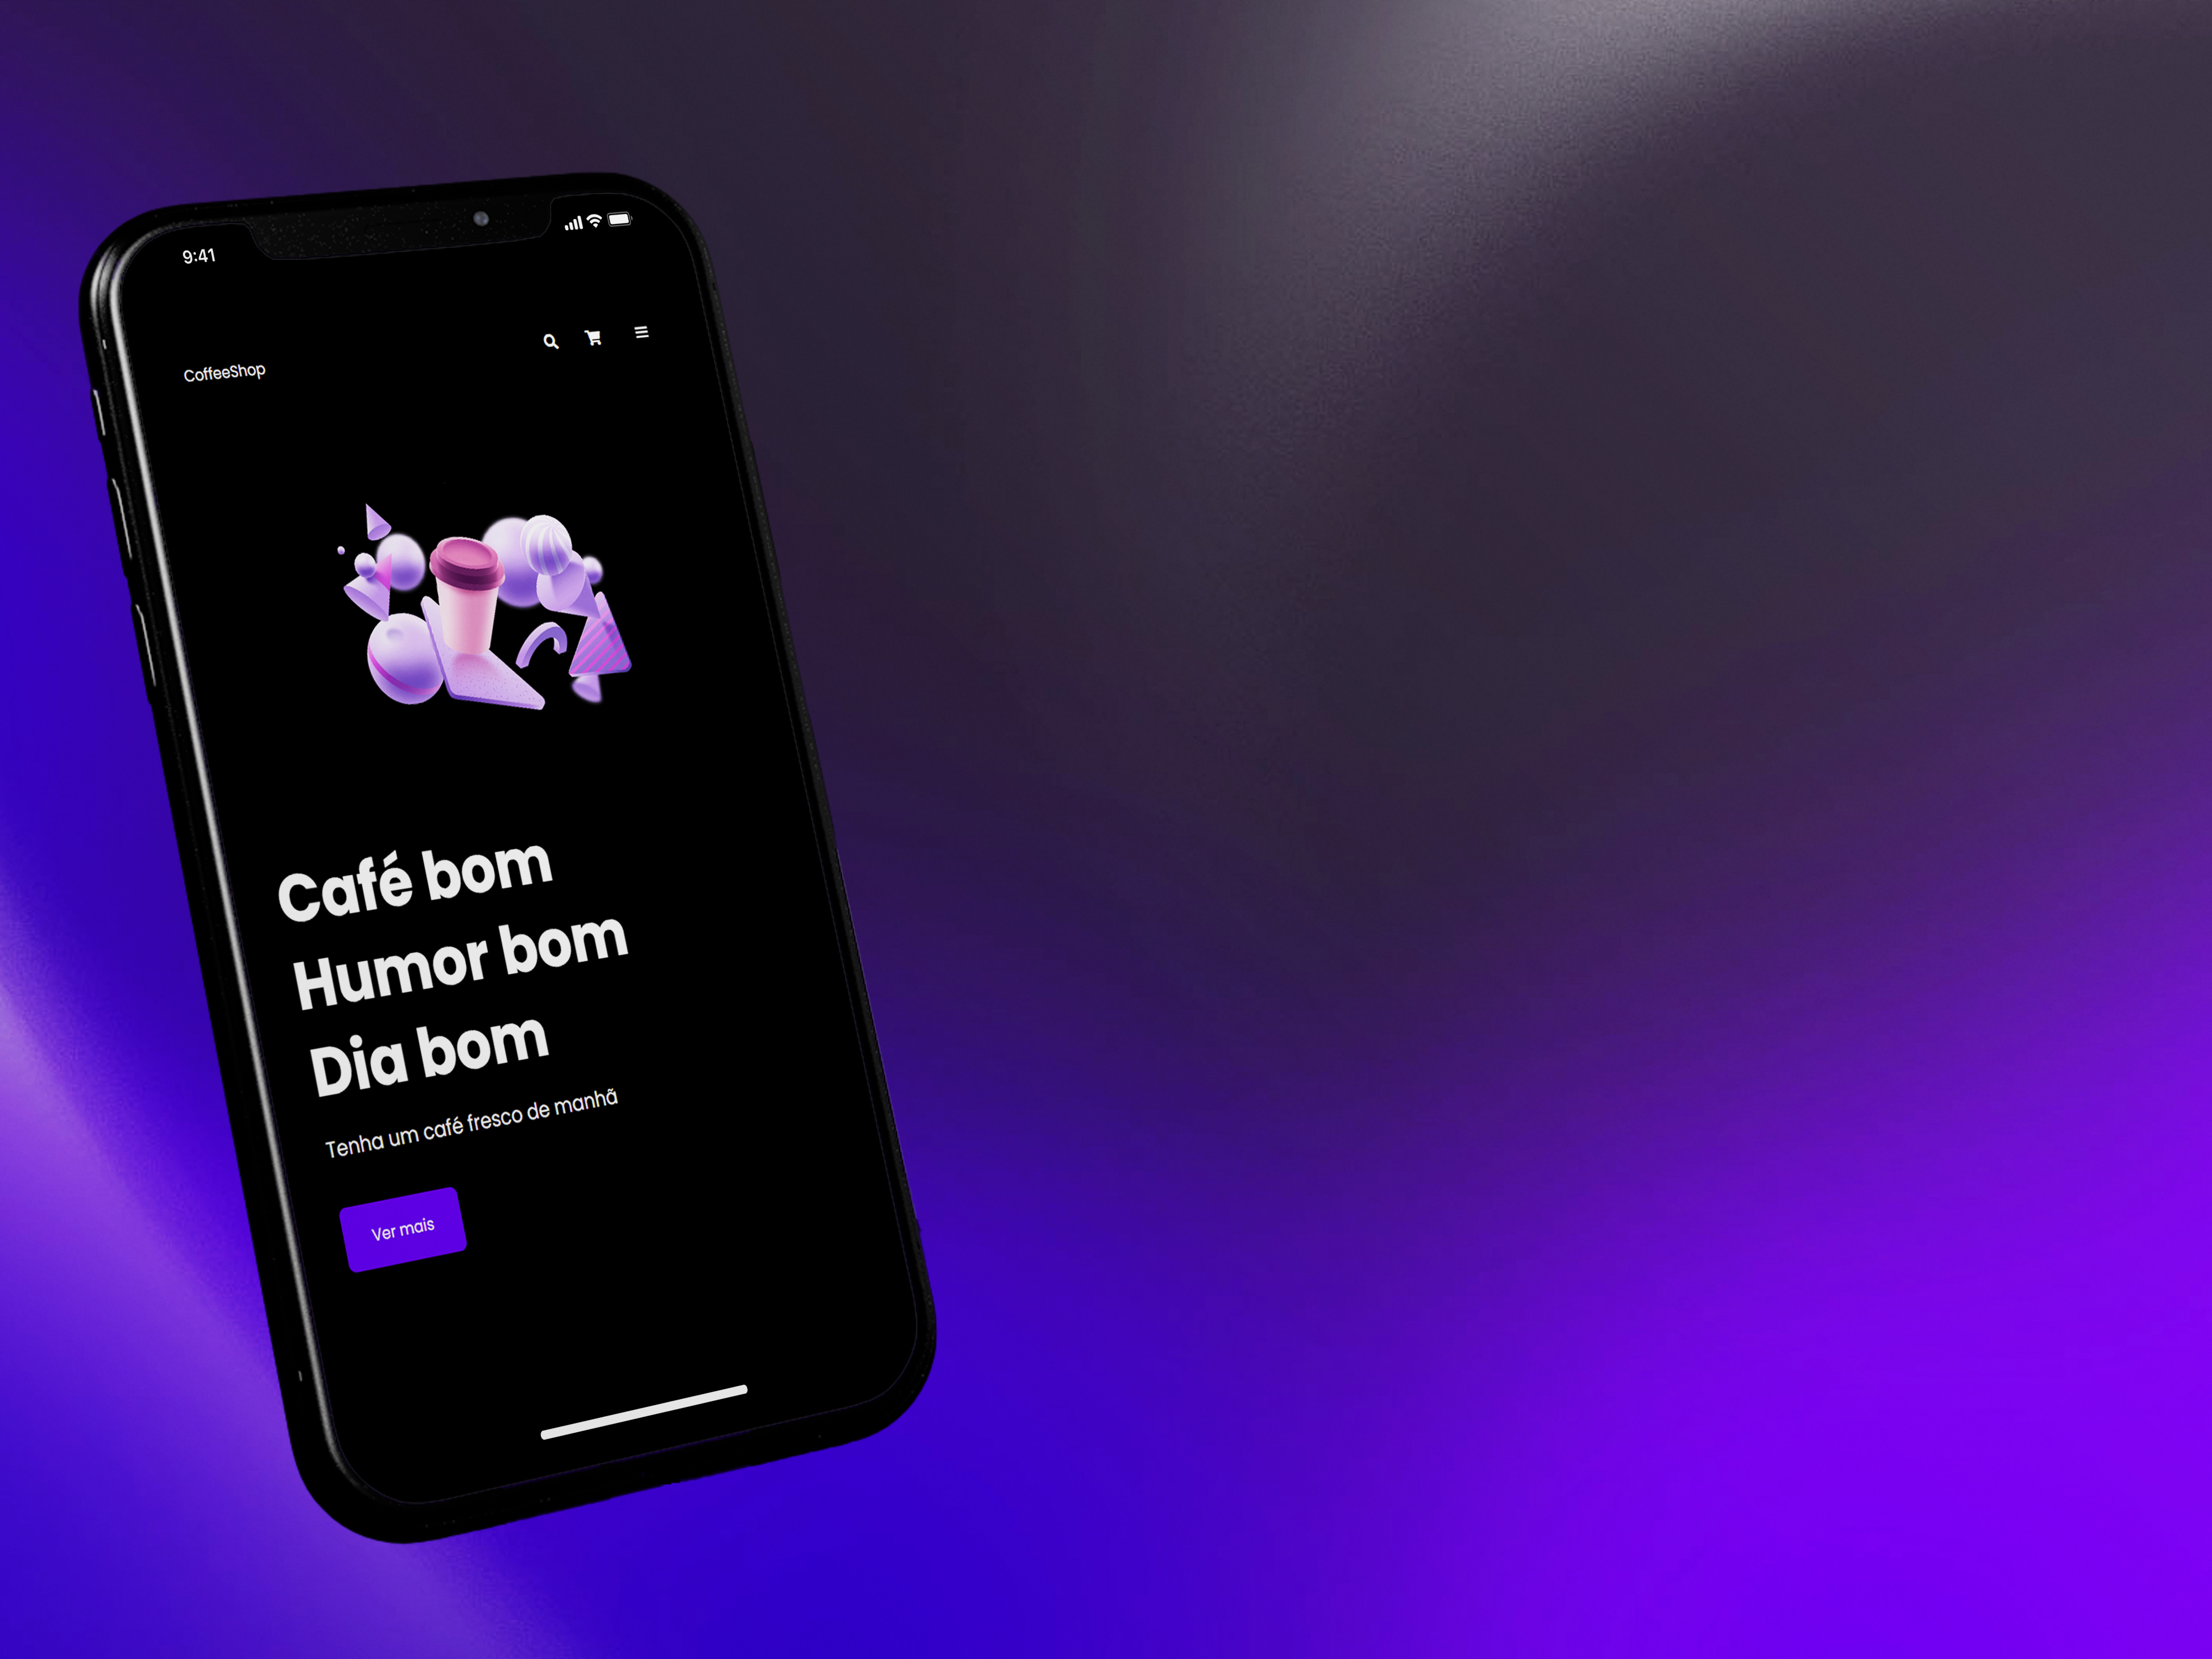 9:41
CoffeeShop
Café bom
Humor bom
Dia bom
Tenha um café fresco de manhã
Ver mais